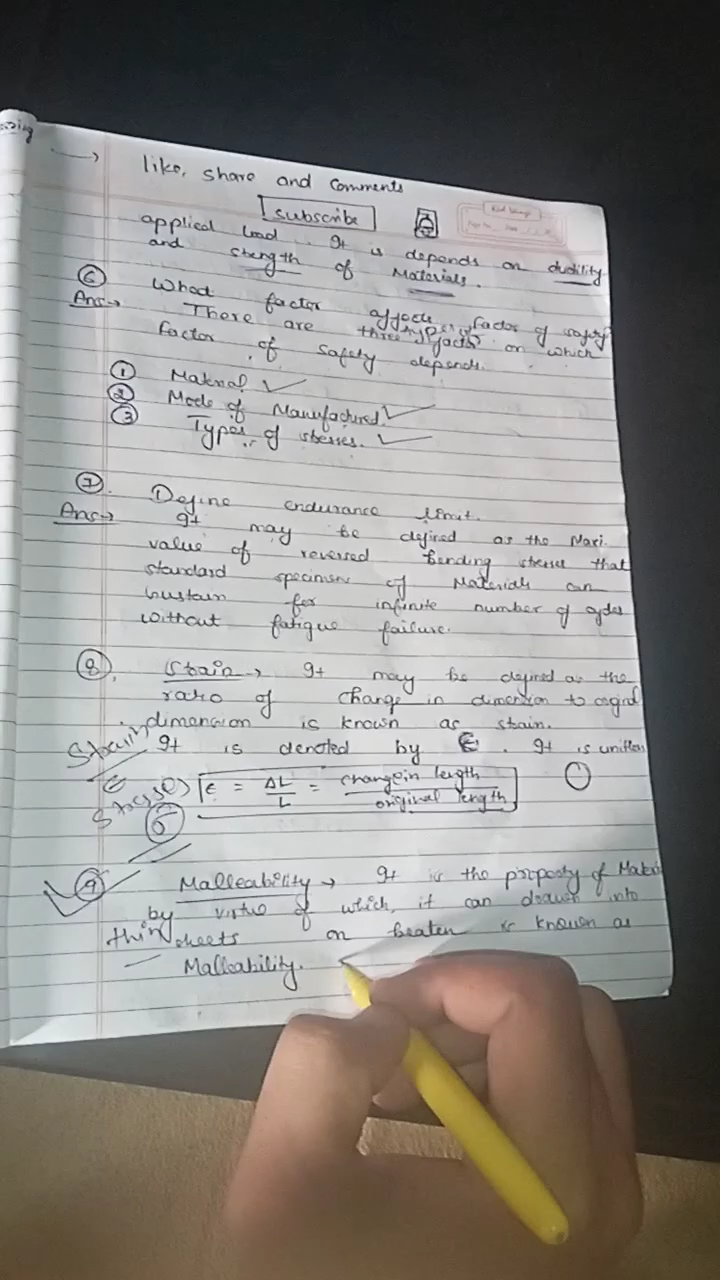 like, share and comments
subscribe
applied load. It is depends on ductility
and strength of Materials.
⑥ What factor affects factor of safety
Ans→ There are three types factor on which
factor of safety depends.
① Material
② Mode of Manufactured.
③ Types of stresses.
⑦. Define endurance limit.
Ans→ It may be defined as the Maxi.
value of reversed bending stress that
standard specimens of Materials can
sustain for infinite number of cycles
without fatigue failure.
⑧. Strain → It may be defined as the
ratio of change in dimension to original
dimension is known as strain.
It is denoted by ϵ. It is unitless
Strain
ϵ
Stress
σ
ϵ = ΔL/L = change in length/original length
⑨ Malleability → It is the property of
by virtue of which, it can drawn into
thin sheets on beaten is known as
Malleability.